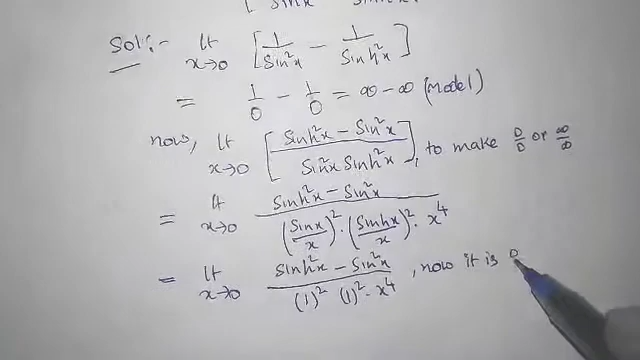 Sol:- lt x→0 [1/Sin²x − 1/Sinh²x]
= 1/0 − 1/0 = ∞ − ∞ (Model)
now, lt x→0 [Sinh²x − Sin²x / Sin²x Sinh²x], to make 0/0 or ∞/∞
= lt x→0 Sinh²x − Sin²x / (Sinx/x)² · (Sinhx/x)² · x⁴
= lt x→0 Sinh²x − Sin²x / (1)² (1)² · x⁴, now it is 0